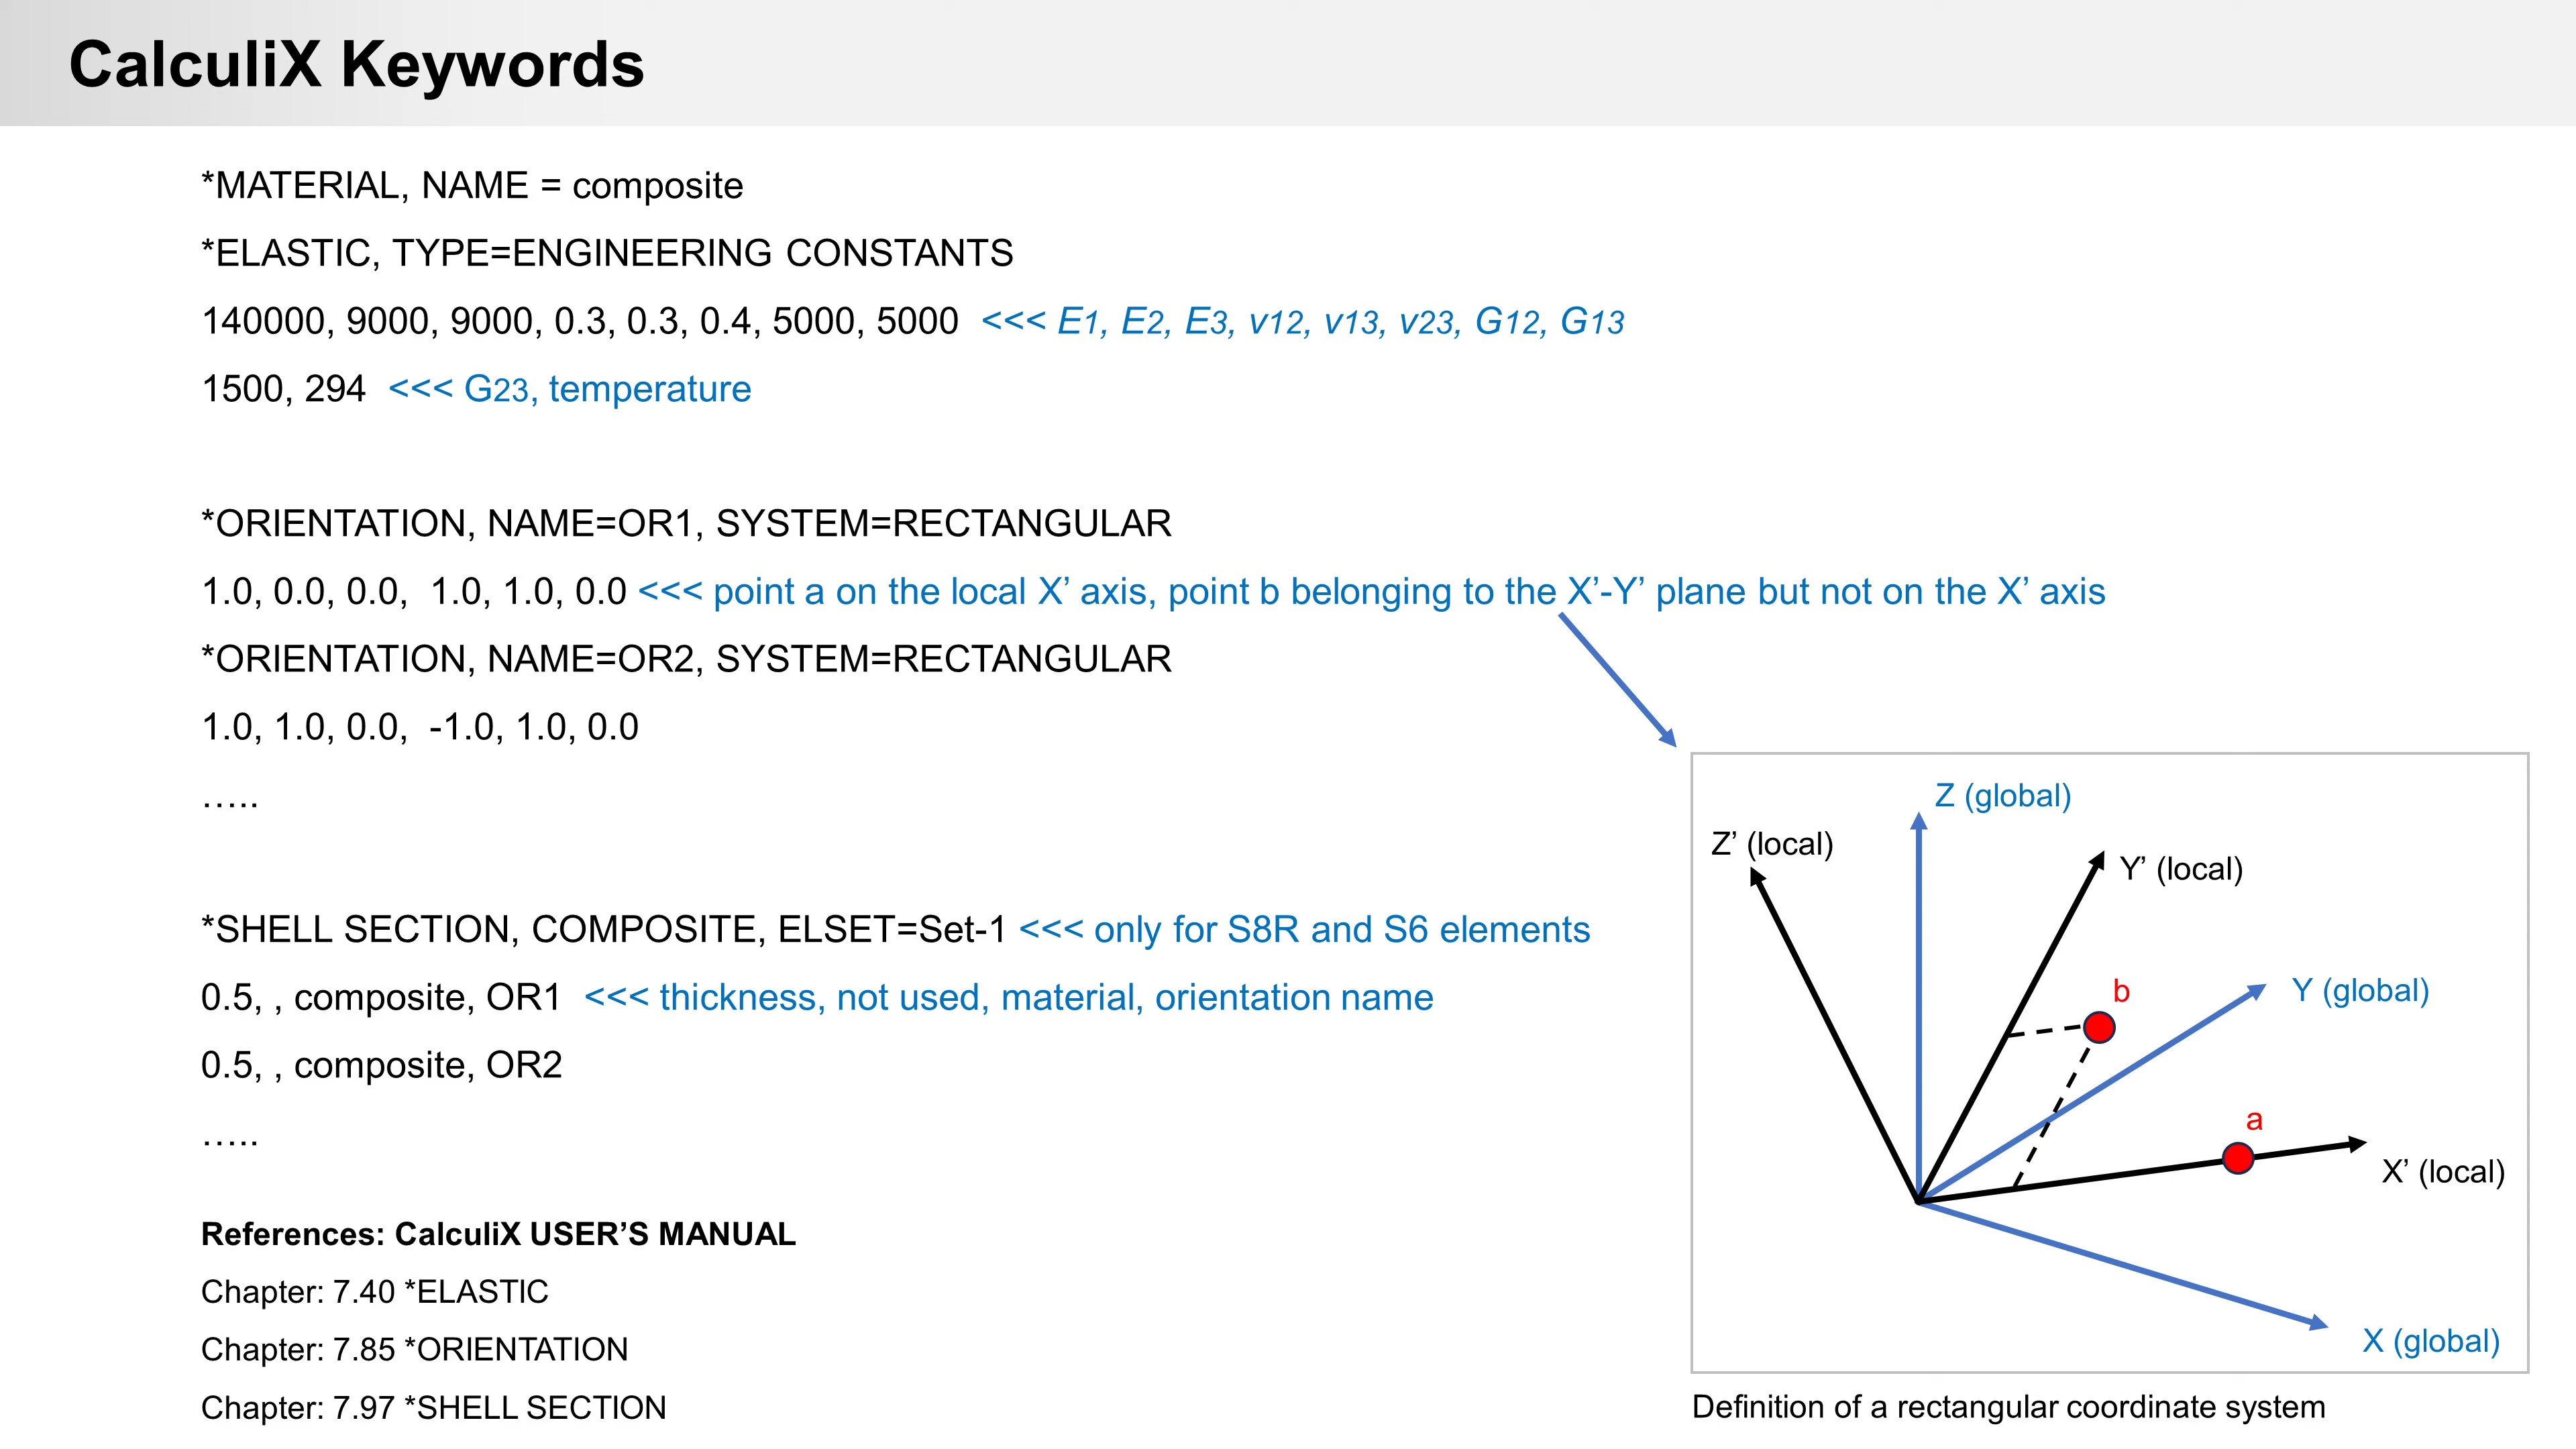 CalculiX Keywords
*MATERIAL, NAME = composite
*ELASTIC, TYPE=ENGINEERING CONSTANTS
140000, 9000, 9000, 0.3, 0.3, 0.4, 5000, 5000 <<< E1, E2, E3, v12, v13, v23, G12, G13
1500, 294 <<< G23, temperature
*ORIENTATION, NAME=OR1, SYSTEM=RECTANGULAR
1.0, 0.0, 0.0, 1.0, 1.0, 0.0 <<< point a on the local X’ axis, point b belonging to the X’-Y’ plane but not on the X’ axis
*ORIENTATION, NAME=OR2, SYSTEM=RECTANGULAR
1.0, 1.0, 0.0, -1.0, 1.0, 0.0
…..
*SHELL SECTION, COMPOSITE, ELSET=Set-1 <<< only for S8R and S6 elements
0.5, , composite, OR1 <<< thickness, not used, material, orientation name
0.5, , composite, OR2
…..
References: CalculiX USER’S MANUAL
Chapter: 7.40 *ELASTIC
Chapter: 7.85 *ORIENTATION
Chapter: 7.97 *SHELL SECTION
Z (global)
Z’ (local)
Y’ (local)
b
Y (global)
a
X’ (local)
X (global)
Definition of a rectangular coordinate system